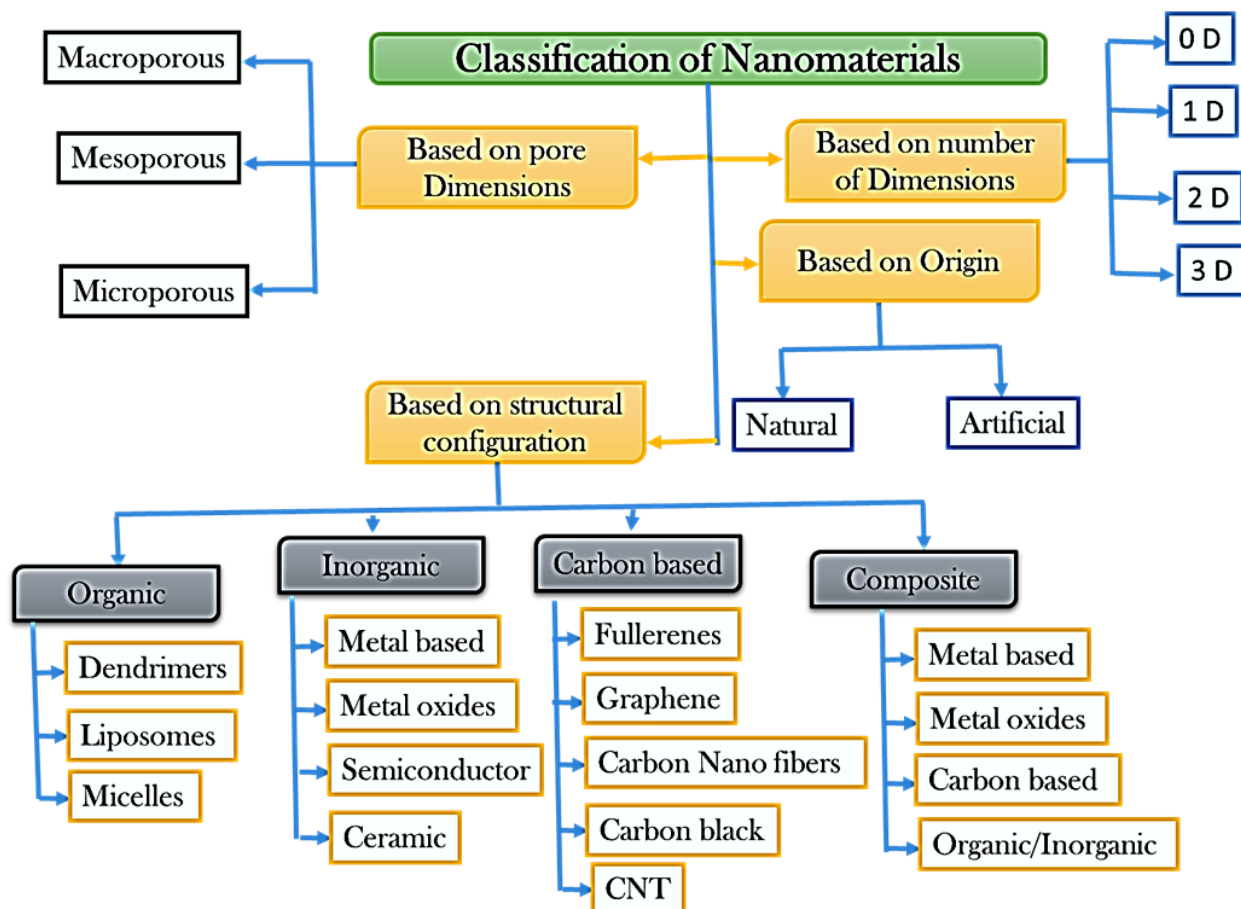 Classification of Nanomaterials
Macroporous
Mesoporous
Microporous
Based on pore
Dimensions
Based on number
of Dimensions
0 D
1 D
2 D
3 D
Based on Origin
Natural
Artificial
Based on structural
configuration
Organic
Dendrimers
Liposomes
Micelles
Inorganic
Metal based
Metal oxides
Semiconductor
Ceramic
Carbon based
Fullerenes
Graphene
Carbon Nano fibers
Carbon black
CNT
Composite
Metal based
Metal oxides
Carbon based
Organic/Inorganic